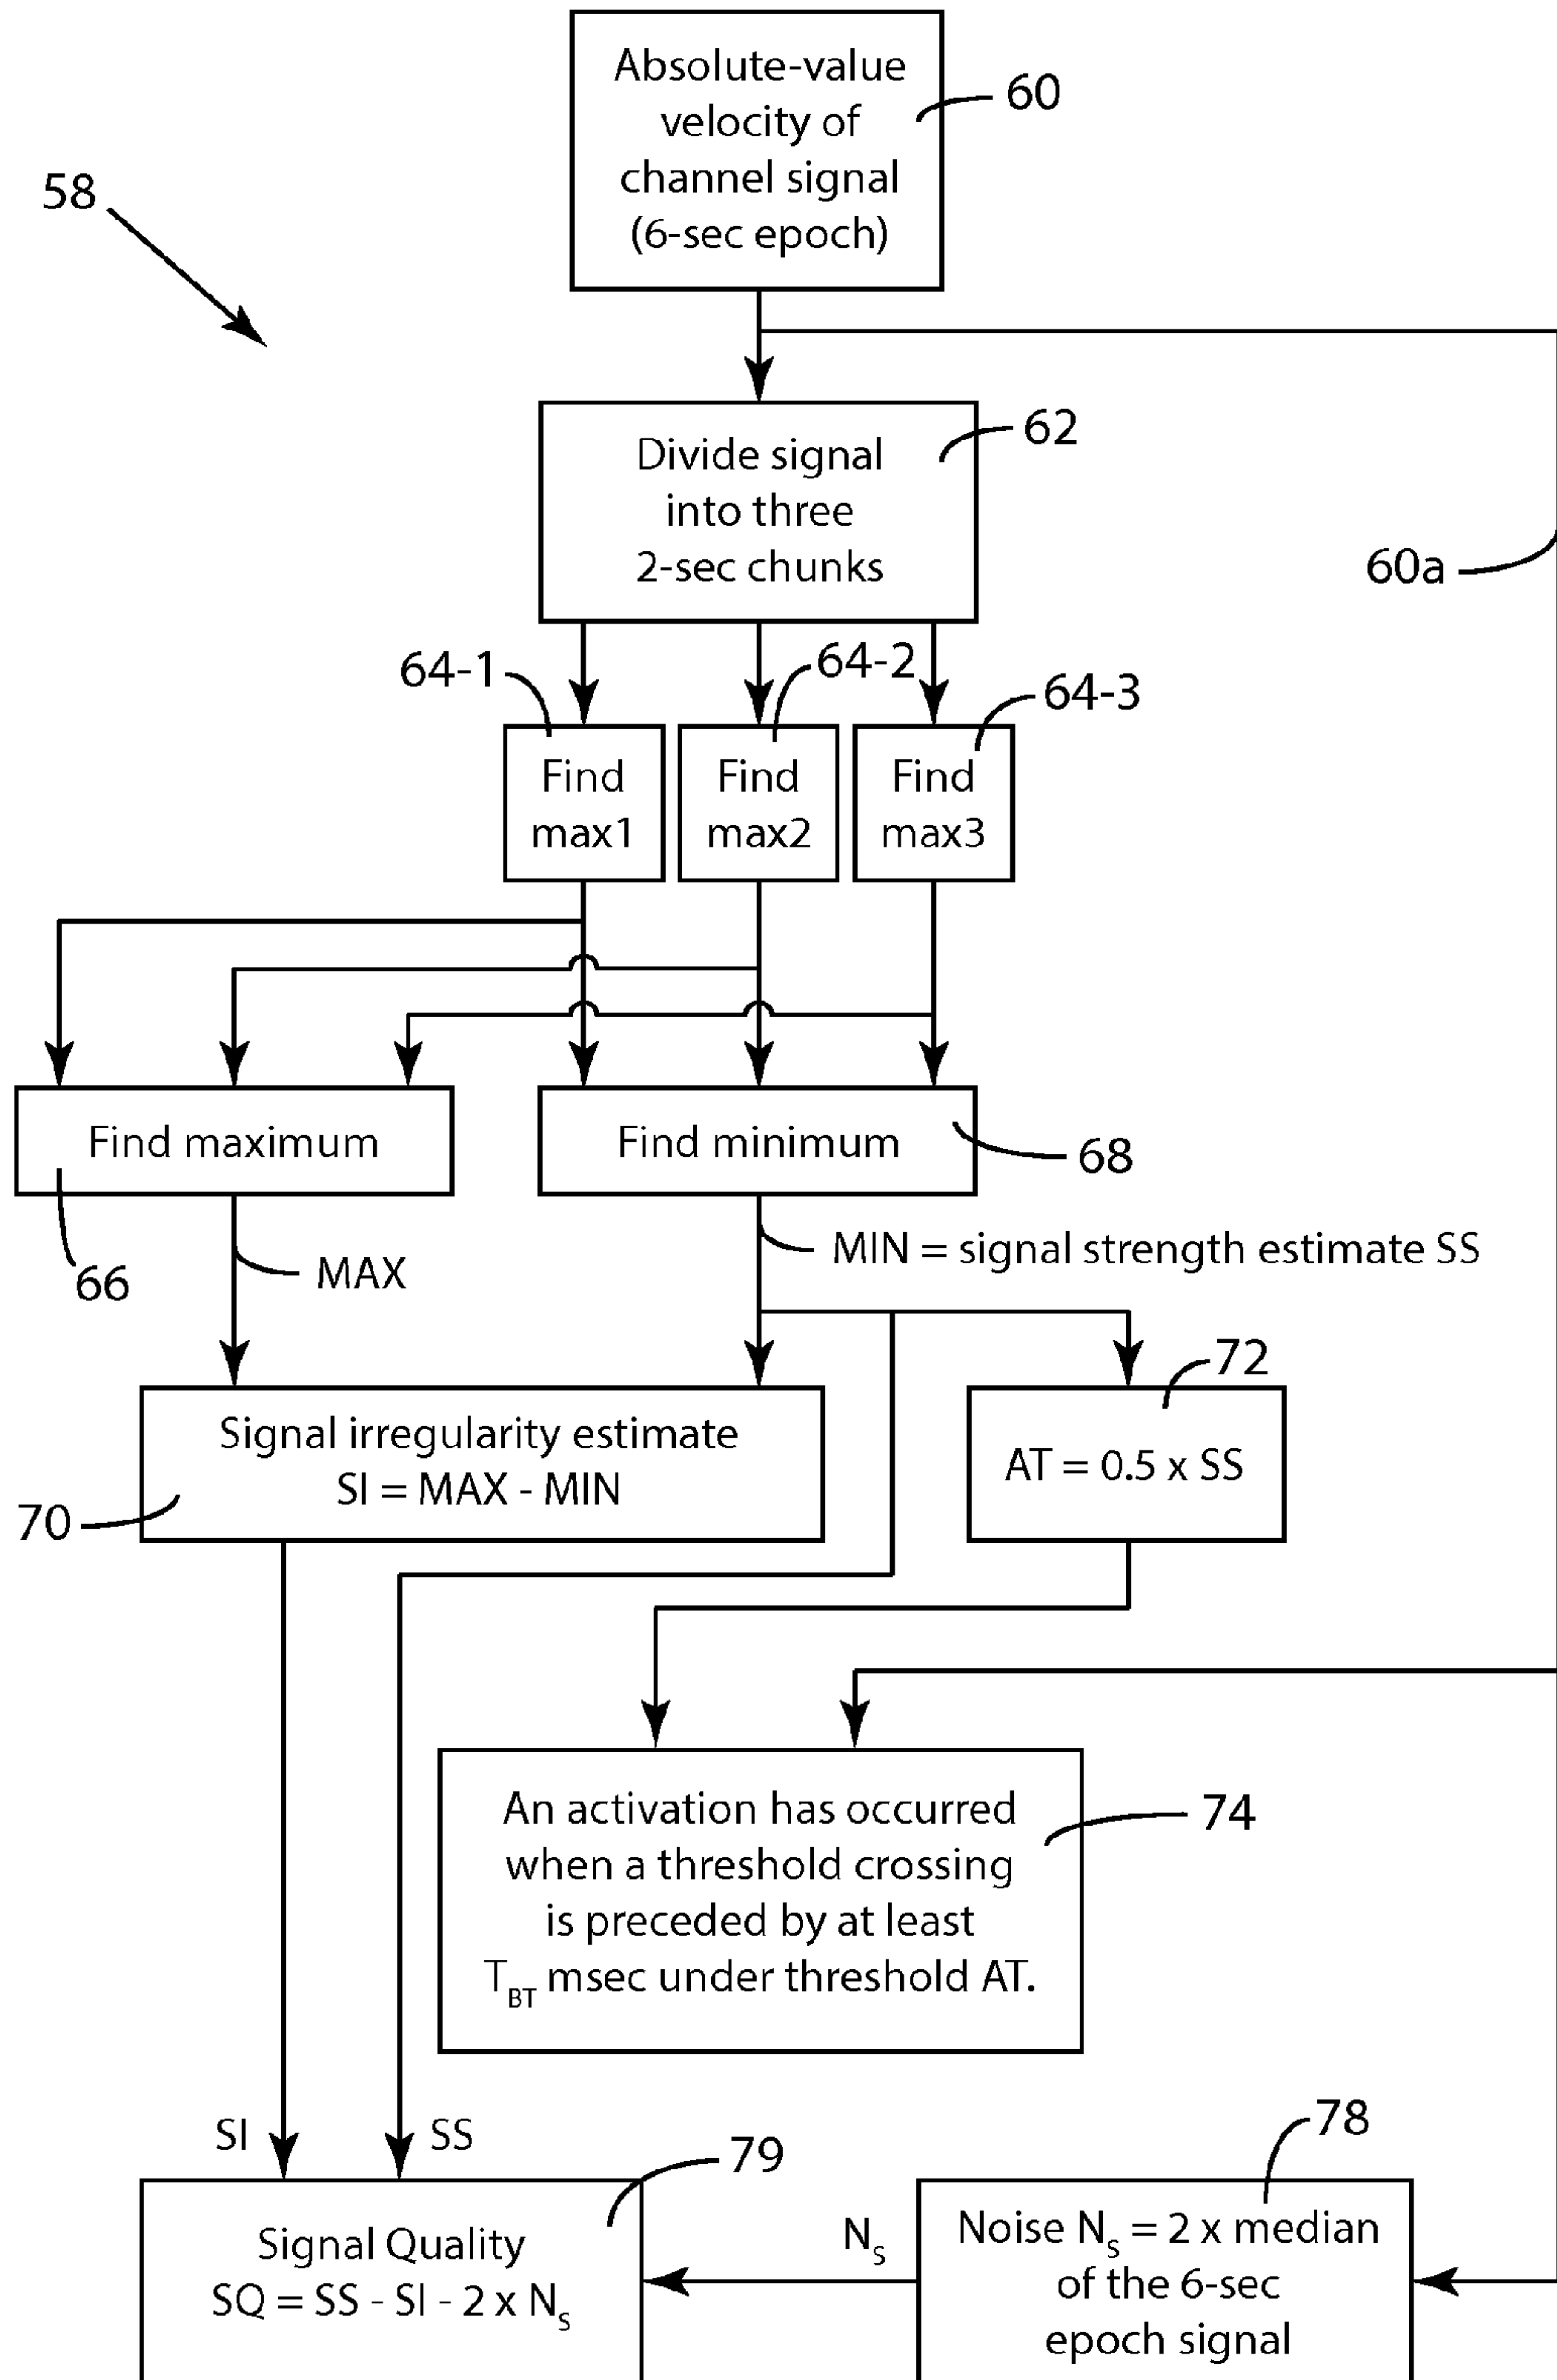 Absolute-value
velocity of
channel signal
(6-sec epoch)
60
58
Divide signal
into three
2-sec chunks
62
60a
64-1
64-2
64-3
Find
max1
Find
max2
Find
max3
Find maximum
Find minimum
68
66
MAX
MIN = signal strength estimate SS
72
Signal irregularity estimate
SI = MAX - MIN
AT = 0.5 x SS
70
An activation has occurred
when a threshold crossing
is preceded by at least
T_BT msec under threshold AT.
74
SI
SS
79
78
Signal Quality
SQ = SS - SI - 2 x N_S
N_S
Noise N_S = 2 x median
of the 6-sec
epoch signal